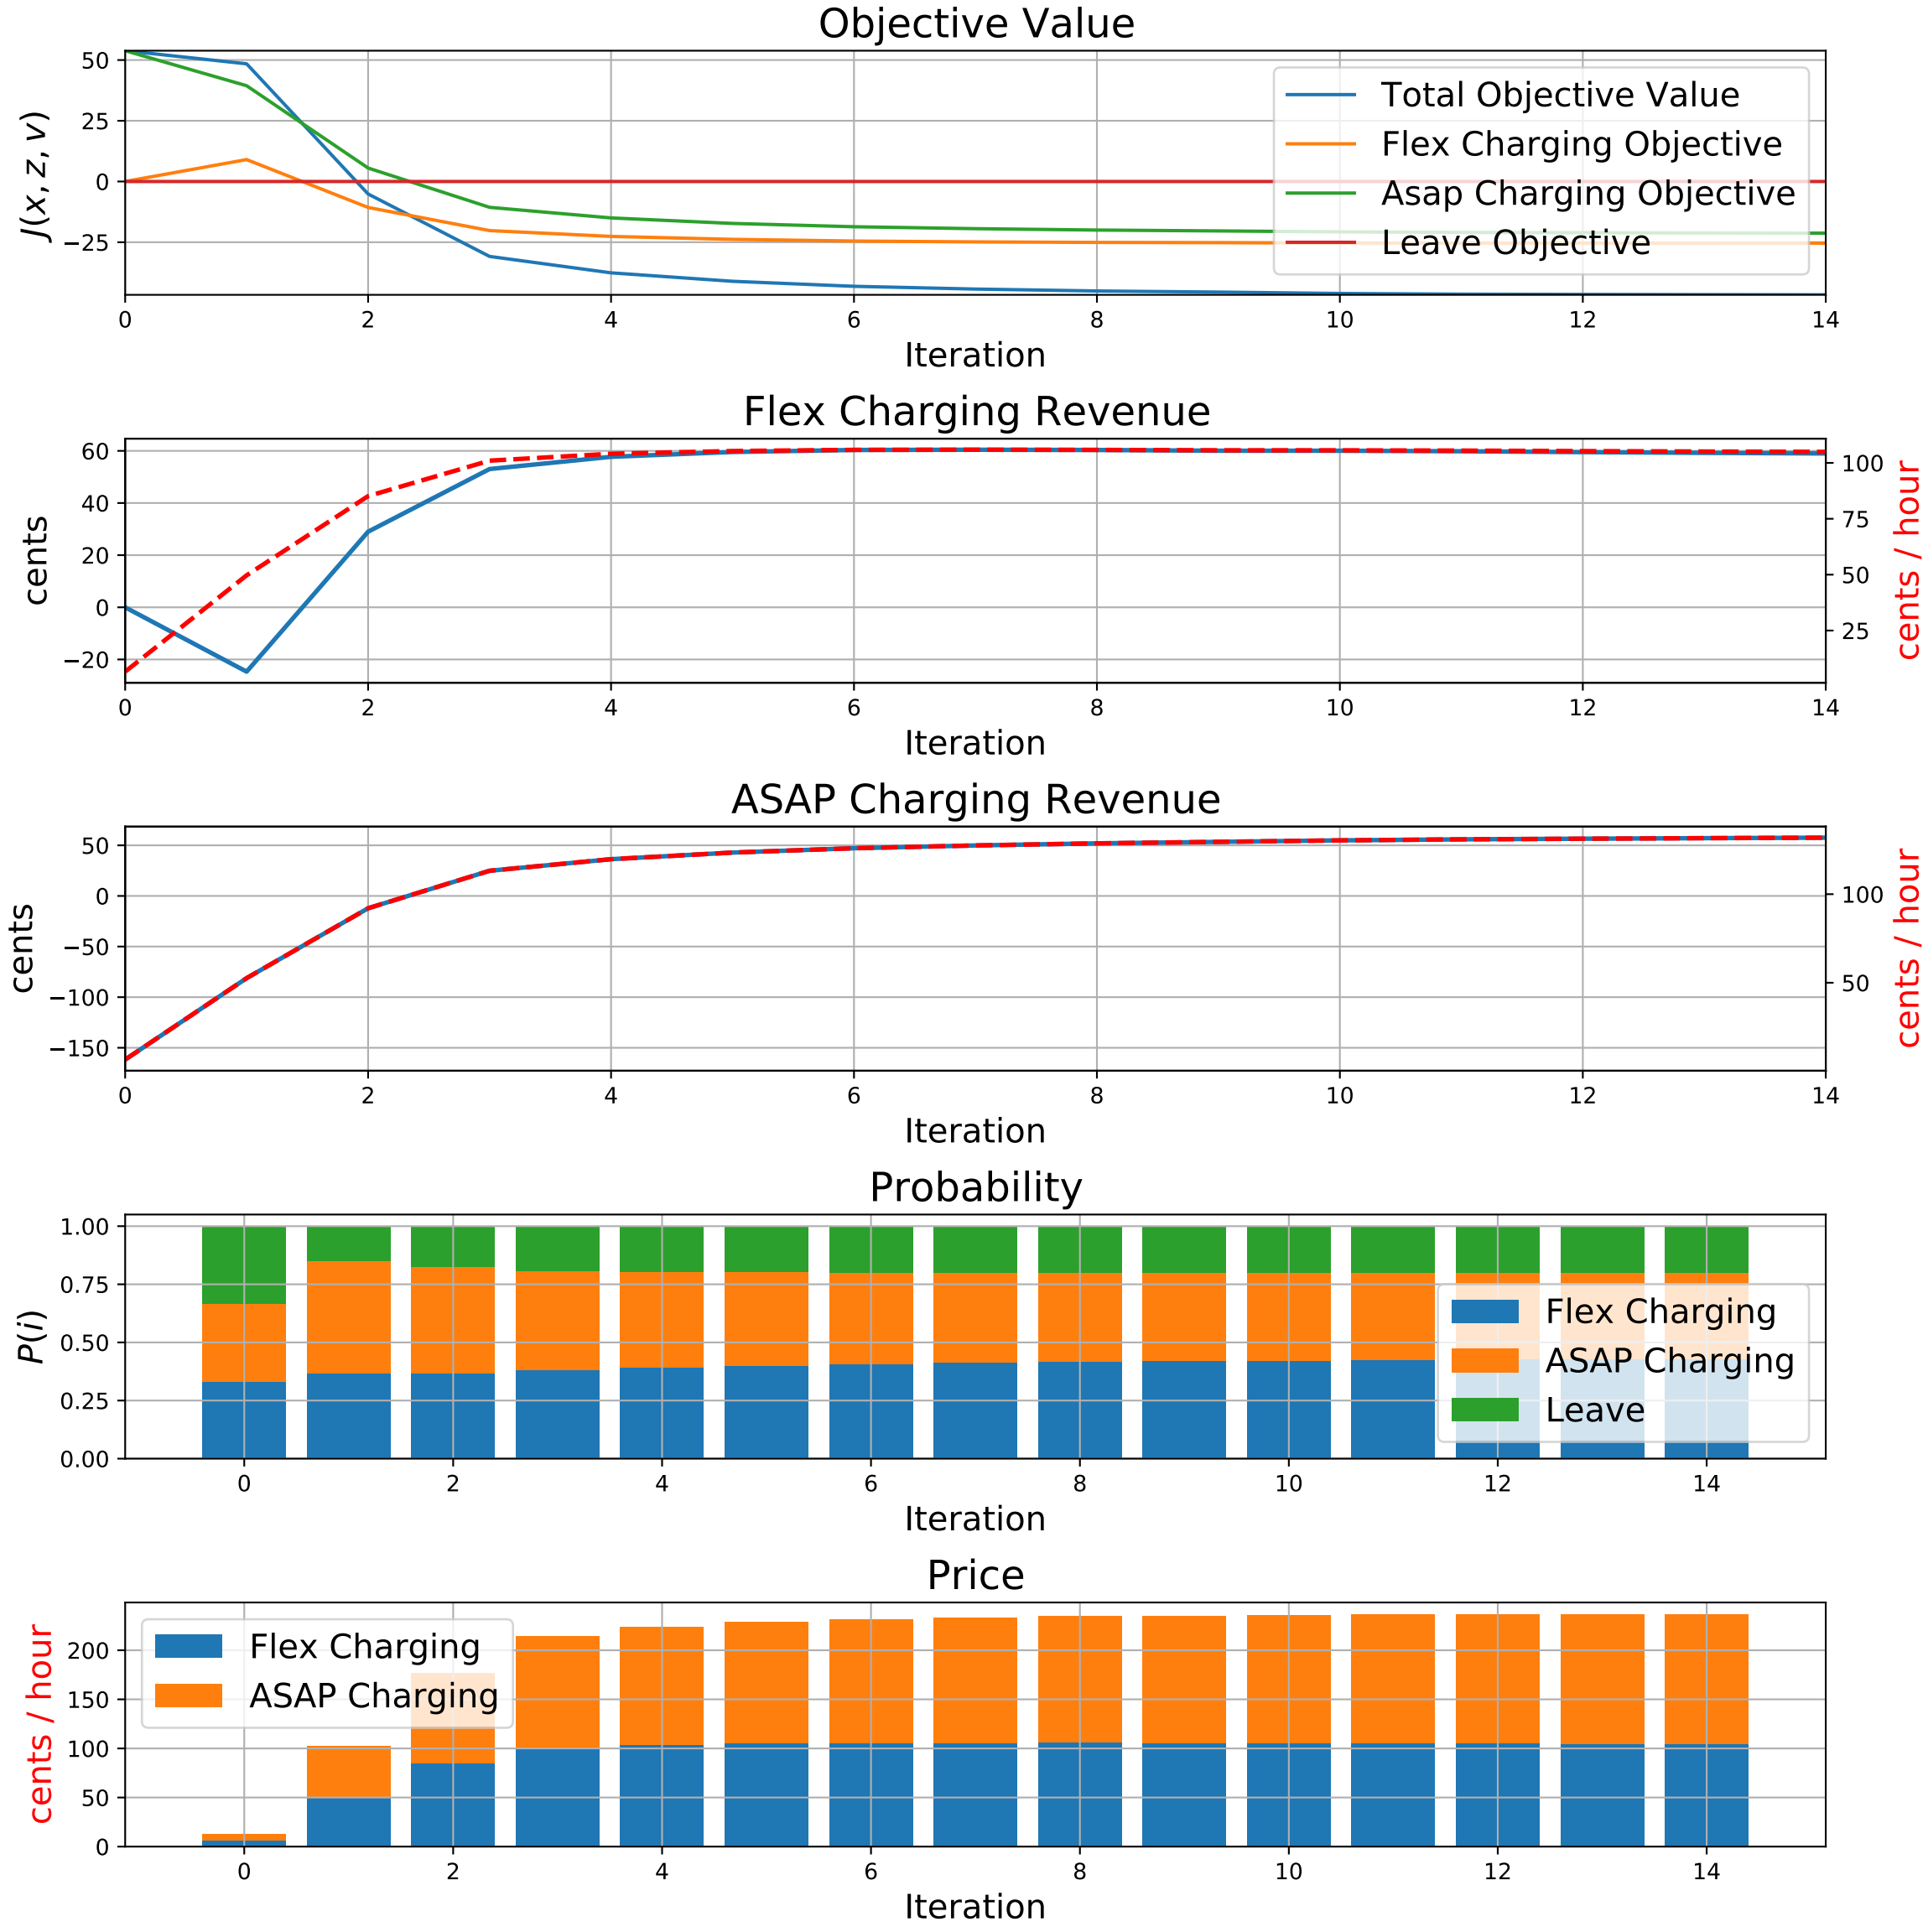 Objective Value
50
25
0
−25
J(x, z, v)
Total Objective Value
Flex Charging Objective
Asap Charging Objective
Leave Objective
0 2 4 6 8 10 12 14
Iteration
Flex Charging Revenue
60
40
20
0
−20
cents
100
75
50
25
cents / hour
0 2 4 6 8 10 12 14
Iteration
ASAP Charging Revenue
50
0
−50
−100
−150
cents
100
50
cents / hour
0 2 4 6 8 10 12 14
Iteration
Probability
1.00
0.75
0.50
0.25
0.00
P(i)
Flex Charging
ASAP Charging
Leave
0 2 4 6 8 10 12 14
Iteration
Price
200
150
100
50
0
cents / hour
Flex Charging
ASAP Charging
0 2 4 6 8 10 12 14
Iteration